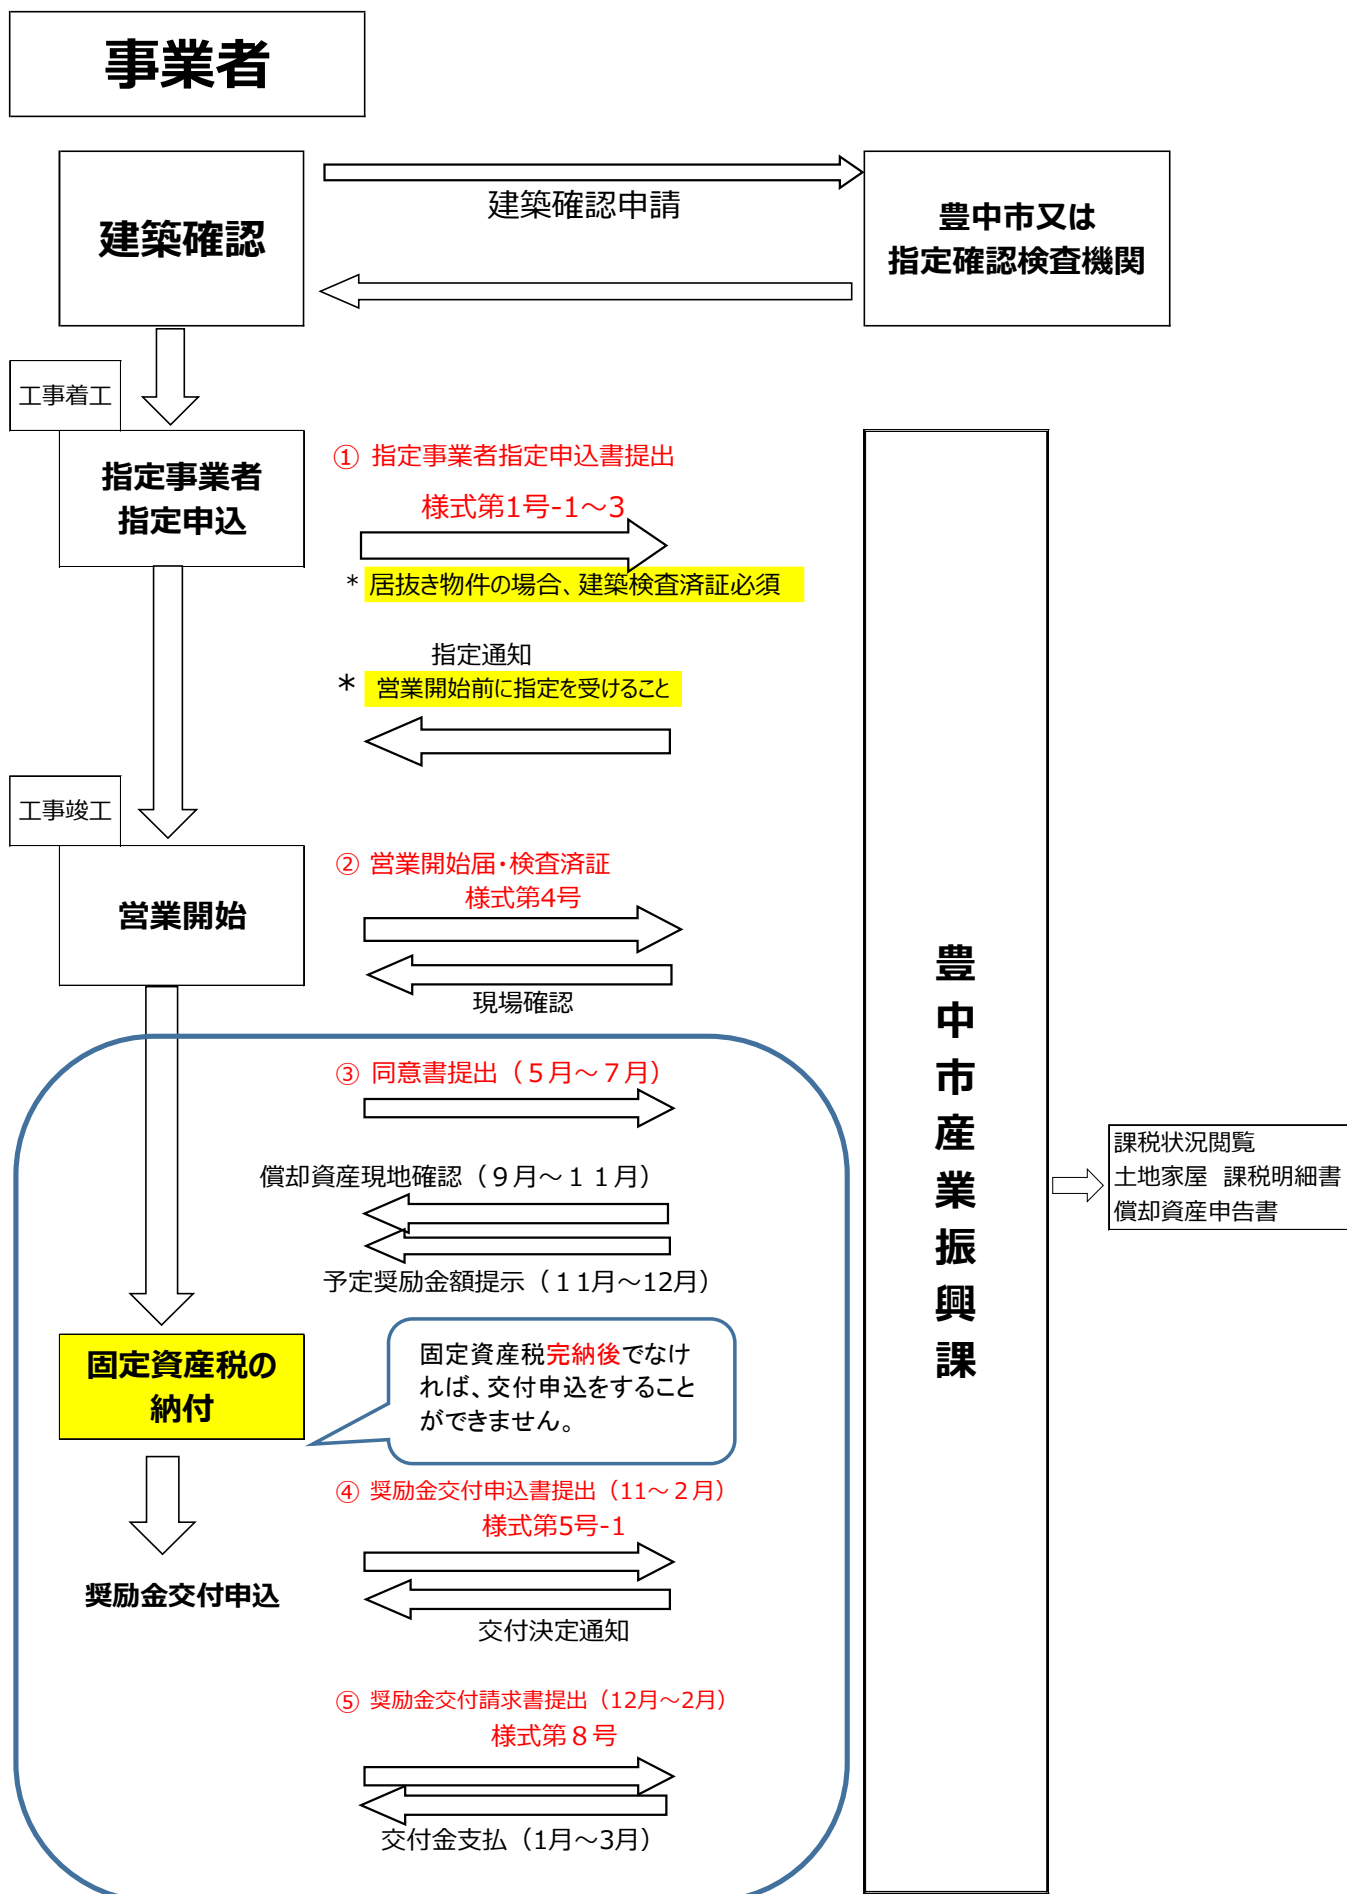 事業者
建築確認
建築確認申請
豊中市又は
指定確認検査機関
工事着工
指定事業者
指定申込
① 指定事業者指定申込書提出
様式第1号-1～3
* 居抜き物件の場合、建築検査済証必須
指定通知
* 営業開始前に指定を受けること
工事竣工
営業開始
② 営業開始届・検査済証
様式第4号
現場確認
③ 同意書提出（５月～７月）
償却資産現地確認（９月～１１月）
予定奨励金額提示（１１月～12月）
固定資産税の
納付
固定資産税完納後でなけ
れば、交付申込をすること
ができません。
④ 奨励金交付申込書提出（11～２月）
様式第5号-1
奨励金交付申込
交付決定通知
⑤ 奨励金交付請求書提出（12月～2月）
様式第８号
交付金支払（1月～3月）
豊中市産業振興課
課税状況閲覧
土地家屋　課税明細書
償却資産申告書